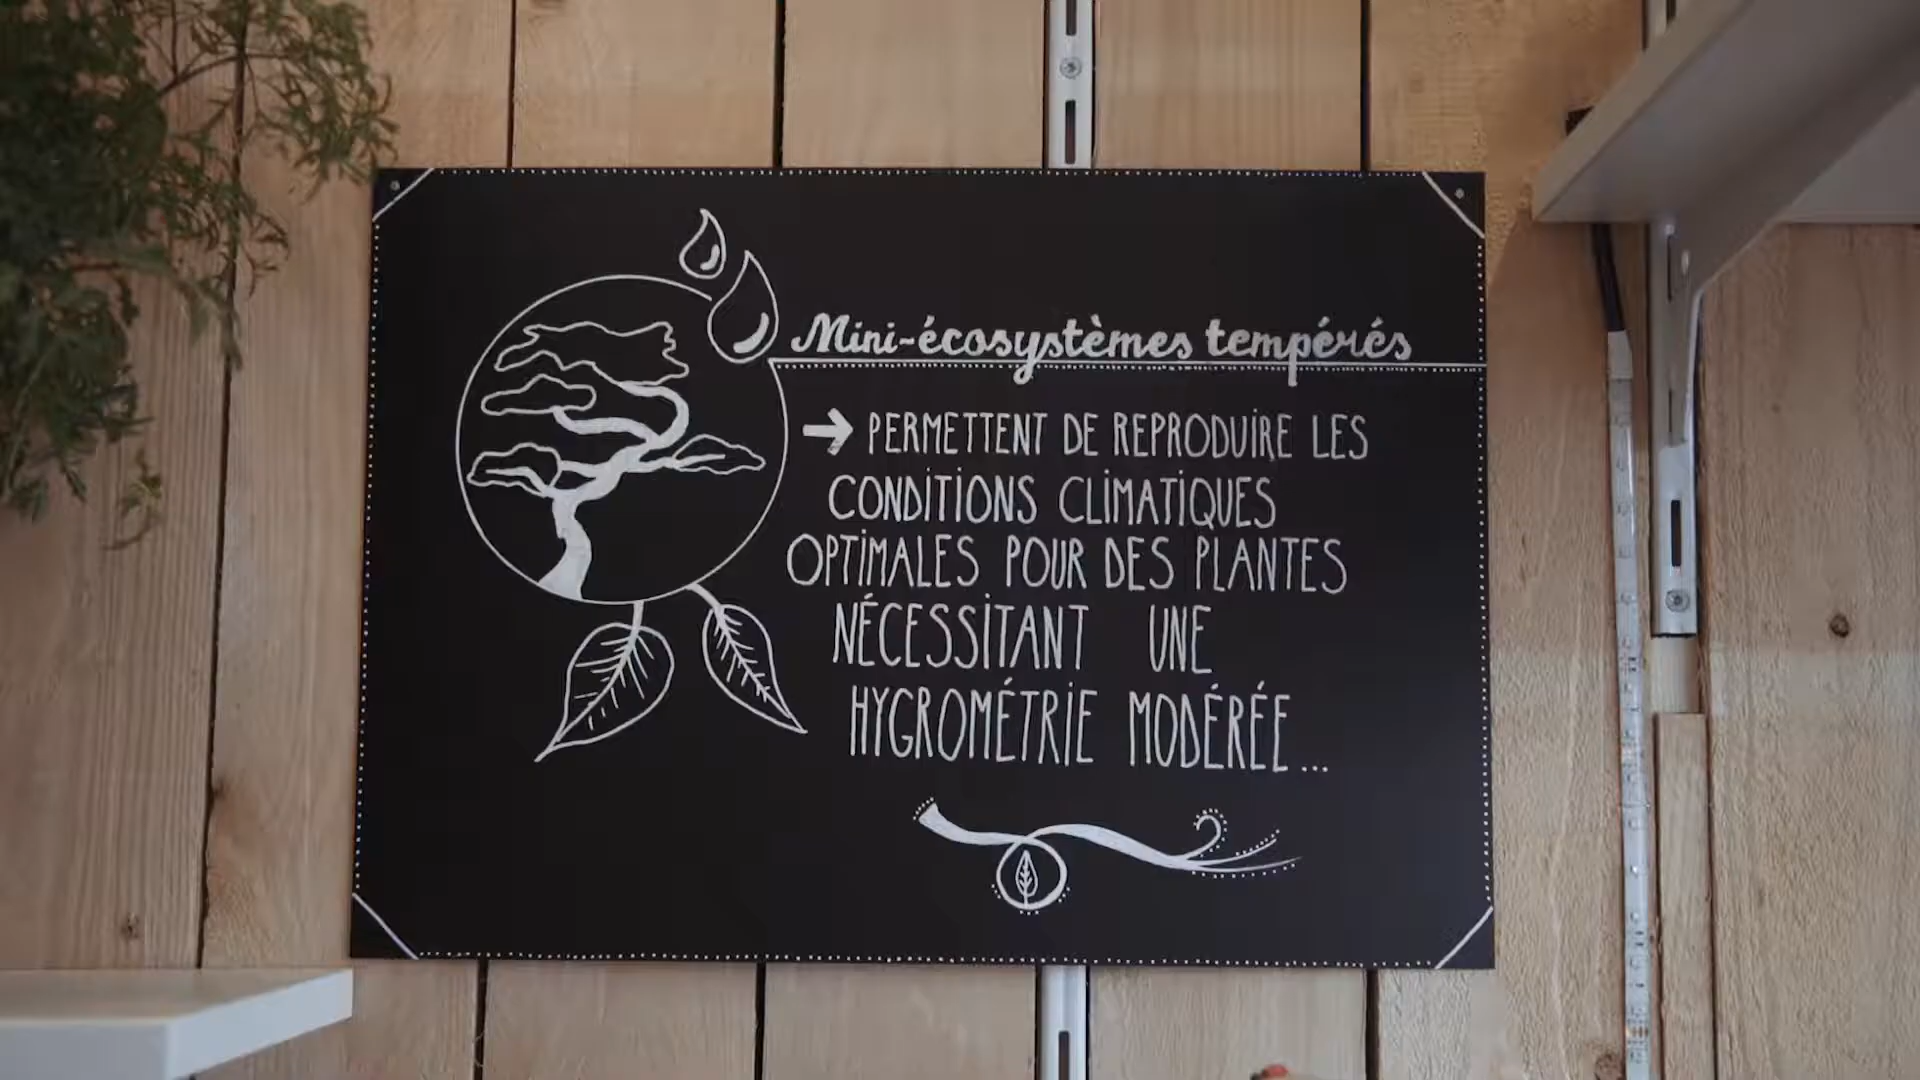 Mini-écosystèmes tempérés
→ PERMETTENT DE REPRODUIRE LES
CONDITIONS CLIMATIQUES
OPTIMALES POUR DES PLANTES
NÉCESSITANT UNE
HYGROMÉTRIE MODÉRÉE...